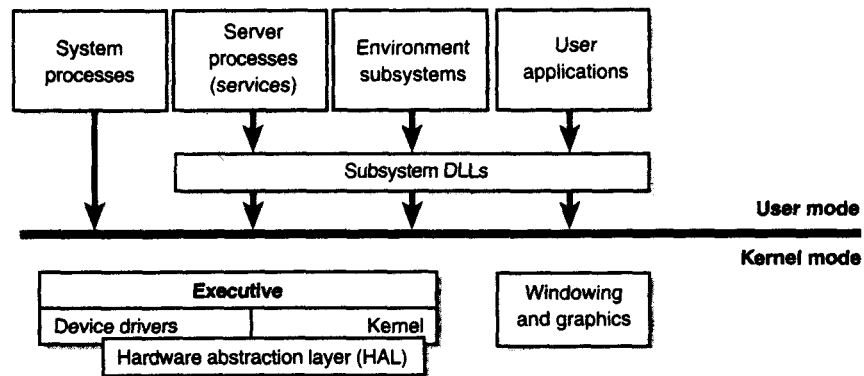 System
processes
Server
processes
(services)
Environment
subsystems
User
applications
Subsystem DLLs
User mode
Kernel mode
Executive
Device drivers
Kernel
Windowing
and graphics
Hardware abstraction layer (HAL)